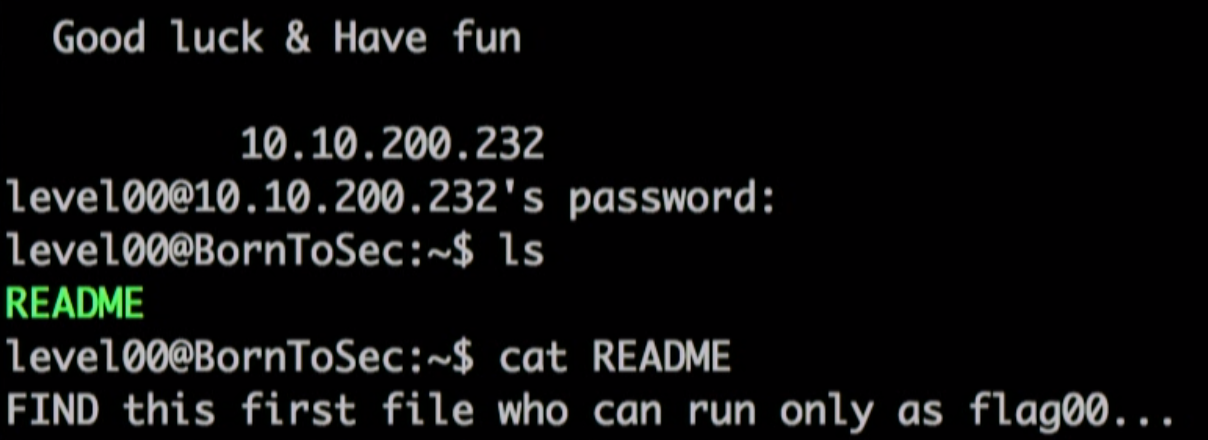 Good luck & Have fun
10.10.200.232
level00@10.10.200.232's password:
level00@BornToSec:~$ ls
README
level00@BornToSec:~$ cat README
FIND this first file who can run only as flag00...